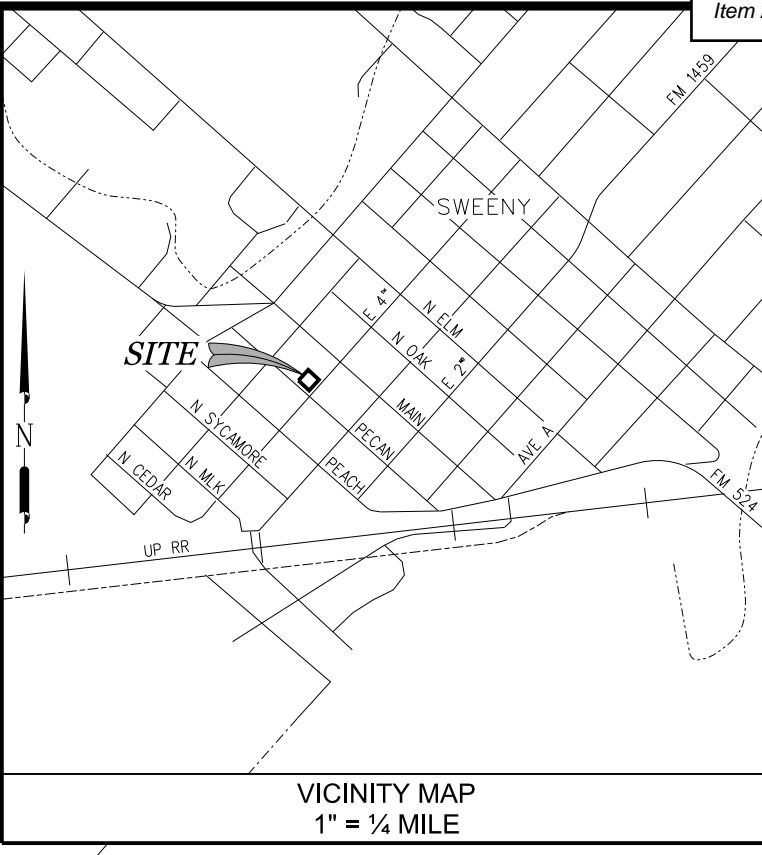 Item
FM 1459
SWEENY
E 4th
N ELM
N OAK
E 2nd
SITE
MAIN
N SYCAMORE
PECAN
AVE A
N
N CEDAR
N MLK
PEACH
FM 524
UP RR
VICINITY MAP
1" = ¼ MILE